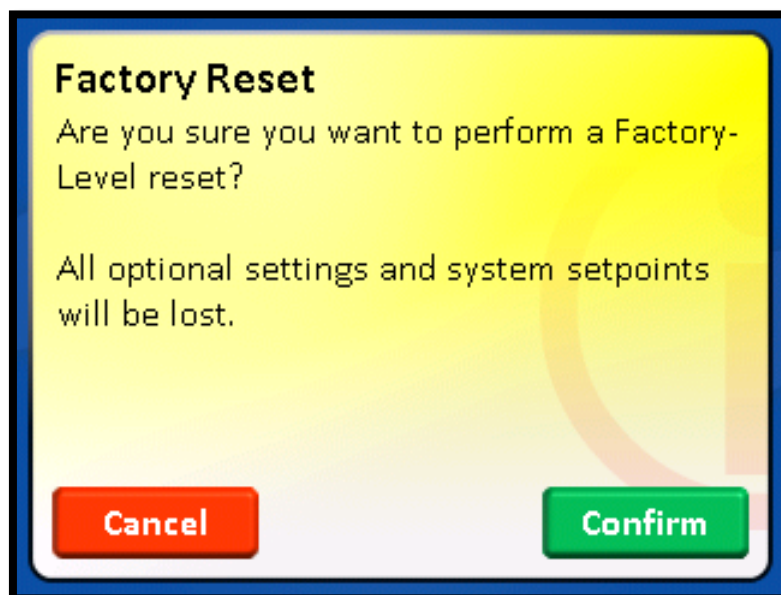 Factory Reset
Are you sure you want to perform a Factory-
Level reset?
All optional settings and system setpoints
will be lost.
Cancel
Confirm